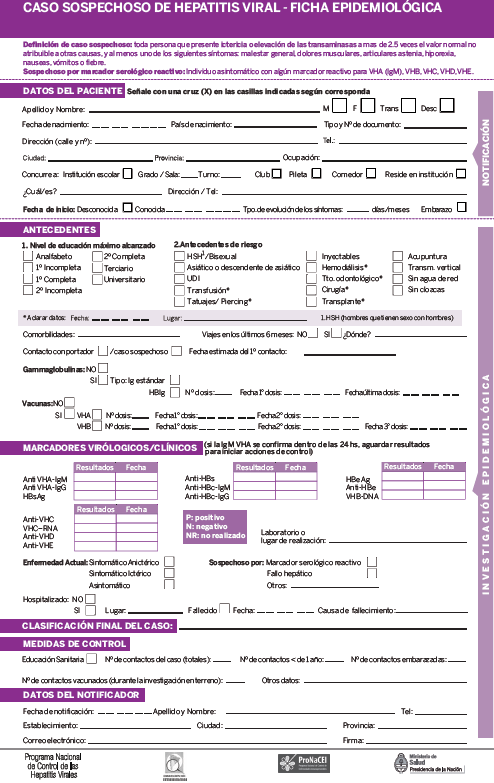 CASO SOSPECHOSO DE HEPATITIS VIRAL - FICHA EPIDEMIOLÓGICA
Definición de caso sospechoso: toda persona que presente ictericia o elevación de las transaminasas a mas de 2.5 veces el valor normal no
atribuible a otras causas, y al menos uno de los siguientes síntomas: malestar general, dolores musculares, articulares astenia, hiporexia,
nauseas, vómitos o fiebre.
Sospechoso por marcador serológico reactivo: Individuo asintomático con algún marcador reactivo para VHA (IgM), VHB, VHC, VHD, VHE.
DATOS DEL PACIENTE Señale con una cruz (X) en las casillas indicadas según corresponda
Apellido y Nombre: M F Trans Desc
Fecha de nacimiento: País de nacimiento: Tipo y Nº de documento:
Dirección (calle y nº): Tel.:
Ciudad: Provincia: Ocupación:
Concurre a: Institución escolar Grado / Sala: Turno: Club Pileta Comedor Reside en institución
¿Cuál/es? Dirección / Tel:
Fecha de Inicio: Desconocida Conocida Tipo de evolución de los síntomas: días/meses Embarazo
NOTIFICACIÓN
ANTECEDENTES
1. Nivel de educación máximo alcanzado 2. Antecedentes de riesgo
Analfabeto 2º Completa HSH¹/Bisexual Inyectables Acupuntura
1º Incompleta Terciario Asiático o descendente de asiático Hemodiálisis* Transm. vertical
1º Completa Universitario UDI Tto. odontológico* Sin agua de red
2º Incompleta Transfusión* Cirugía* Sin cloacas
Tatuajes/ Piercing* Transplante*
*Aclarar datos: Fecha: Lugar: 1.HSH (hombres que tienen sexo con hombres)
Comorbilidades: Viajes en los últimos 6 meses: NO SI ¿Dónde?
Contacto con portador /caso sospechoso Fecha estimada del 1º contacto:
Gammaglobulinas: NO
SI Tipo: Ig estándar
HBIg Nº dosis: Fecha 1º dosis: Fecha última dosis:
Vacunas: NO
SI VHA Nº dosis: Fecha 1º dosis: Fecha 2º dosis:
VHB Nº dosis: Fecha 1º dosis: Fecha 2º dosis: Fecha 3º dosis:
MARCADORES VIROLÓGICOS/CLÍNICOS (si la IgM VHA se confirma dentro de las 24 hs, aguardar resultados
para iniciar acciones de control)
Resultados Fecha Resultados Fecha Resultados Fecha
Anti VHA-IgM Anti-HBs HBeAg
Anti VHA-IgG Anti-HBc-IgM Anti-HBe
HBsAg Anti-HBc-IgG VHB-DNA
Resultados Fecha
Anti-VHC
VHC-RNA
Anti-VHD
Anti-VHE
P: positivo
N: negativo
NR: no realizado
Laboratorio o
lugar de realización:
Enfermedad Actual: Sintomático Anictérico Sospechoso por: Marcador serológico reactivo
Sintomático Ictérico Fallo hepático
Asintomático Otros:
Hospitalizado: NO
SI Lugar: Fallecido Fecha: Causa de fallecimiento:
CLASIFICACIÓN FINAL DEL CASO:
MEDIDAS DE CONTROL
Educación Sanitaria Nº de contactos del caso (totales): Nº de contactos < de 1 año: Nº de contactos embarazadas:
Nº de contactos vacunados (durante la investigación en terreno): Otros datos:
INVESTIGACIÓN EPIDEMIOLÓGICA
DATOS DEL NOTIFICADOR
Fecha de notificación: Apellido y Nombre: Tel:
Establecimiento: Ciudad: Provincia:
Correo electrónico: Firma:
Programa Nacional
de Control de las
Hepatitis Virales
ProNaCEI
Ministerio de
Salud
Presidencia de la Nación